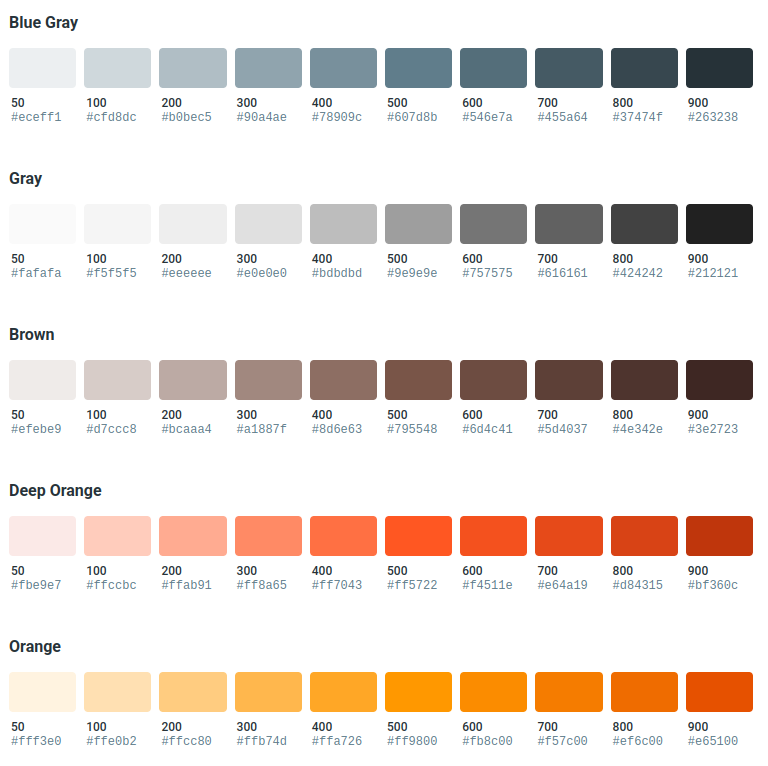 Blue Gray
50 100 200 300 400 500 600 700 800 900
#eceff1 #cfd8dc #b0bec5 #90a4ae #78909c #607d8b #546e7a #455a64 #37474f #263238
Gray
50 100 200 300 400 500 600 700 800 900
#fafafa #f5f5f5 #eeeeee #e0e0e0 #bdbdbd #9e9e9e #757575 #616161 #424242 #212121
Brown
50 100 200 300 400 500 600 700 800 900
#efebe9 #d7ccc8 #bcaaa4 #a1887f #8d6e63 #795548 #6d4c41 #5d4037 #4e342e #3e2723
Deep Orange
50 100 200 300 400 500 600 700 800 900
#fbe9e7 #ffccbc #ffab91 #ff8a65 #ff7043 #ff5722 #f4511e #e64a19 #d84315 #bf360c
Orange
50 100 200 300 400 500 600 700 800 900
#fff3e0 #ffe0b2 #ffcc80 #ffb74d #ffa726 #ff9800 #fb8c00 #f57c00 #ef6c00 #e65100